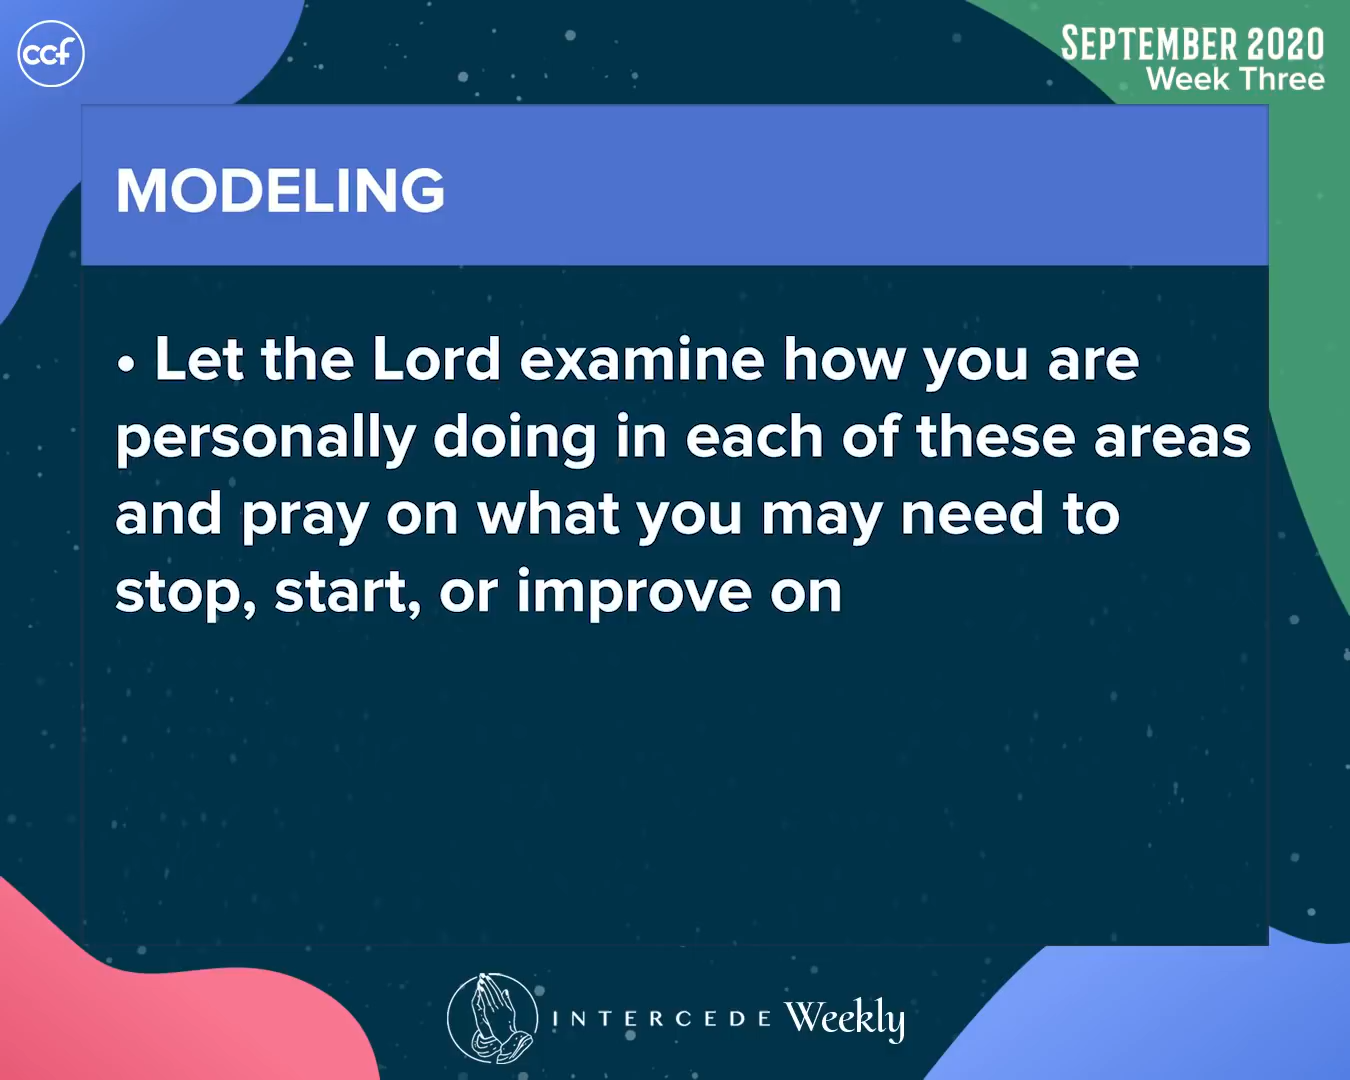 ccf
SEPTEMBER 2020
Week Three
MODELING
• Let the Lord examine how you are
personally doing in each of these areas
and pray on what you may need to
stop, start, or improve on
INTERCEDE Weekly